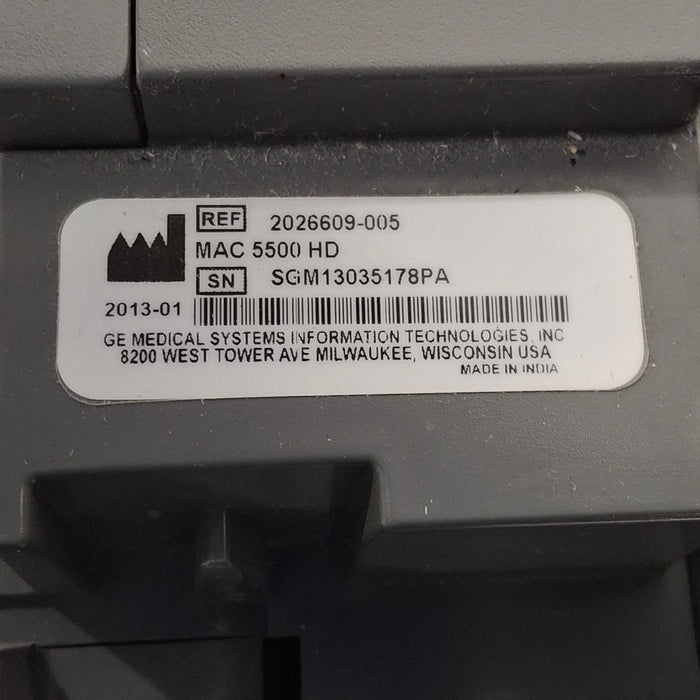 REF 2026609-005
MAC 5500 HD
SN SGM13035178PA
2013-01
GE MEDICAL SYSTEMS INFORMATION TECHNOLOGIES, INC
8200 WEST TOWER AVE MILWAUKEE, WISCONSIN USA
MADE IN INDIA